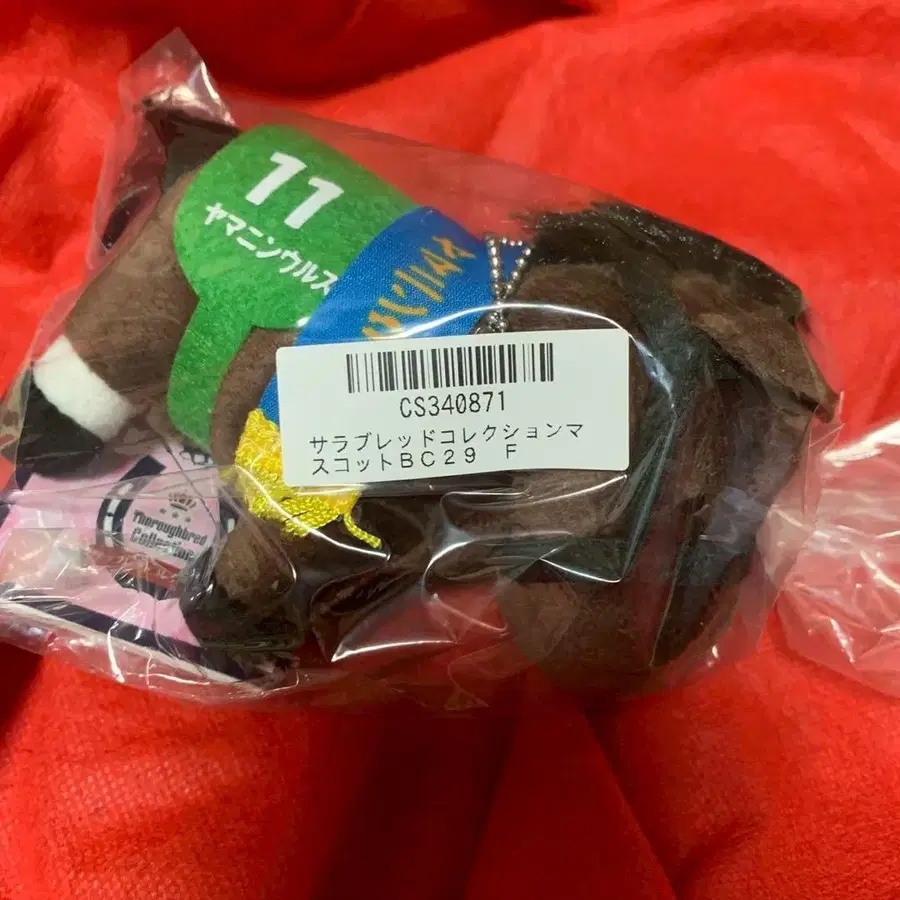 11
ヤマニンウルス
CS340871
サラブレッドコレクションマ
スコットBC29 F
Thoroughbred
Collection